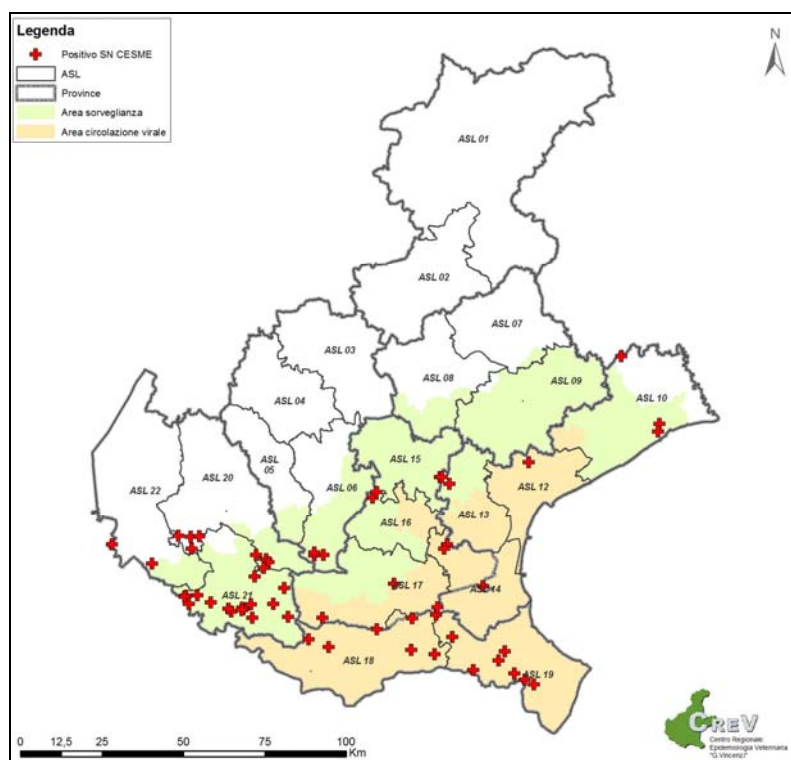 Legenda
Positivo SN CESME
ASL
Province
Area sorveglianza
Area circolazione virale
N
ASL 01
ASL 02
ASL 07
ASL 03
ASL 08
ASL 09
ASL 04
ASL 10
ASL 05
ASL 15
ASL 20
ASL 06
ASL 12
ASL 22
ASL 16
ASL 13
ASL 17
ASL 14
ASL 21
ASL 18
ASL 19
CREV
Centro Regionale
Epidemiologia Veterinaria
"G.Vincenzi"
0 12,5 25 50 75 100
Km